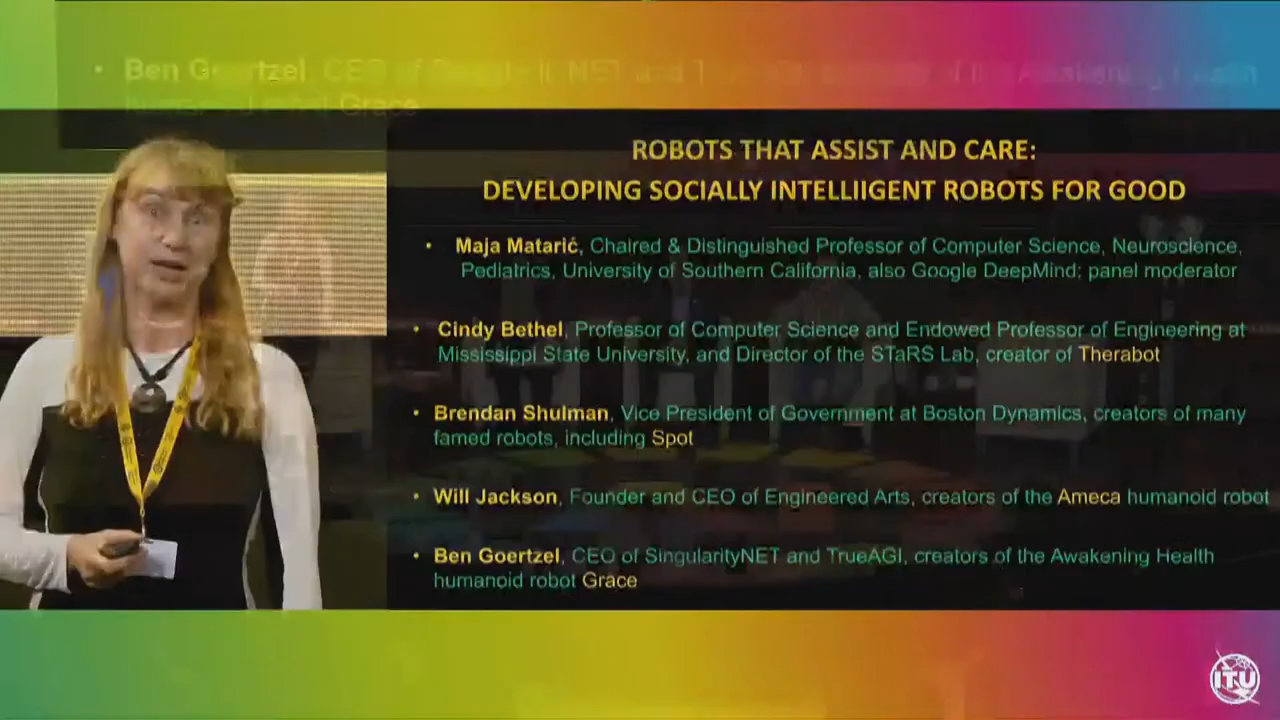 Ben Goertzel, CEO of
Grace
ROBOTS THAT ASSIST AND CARE:
DEVELOPING SOCIALLY INTELLIIGENT ROBOTS FOR GOOD
• Maja Matarić, Chaired & Distinguished Professor of Computer Science, Neuroscience,
Pediatrics, University of Southern California, also Google DeepMind; panel moderator
• Cindy Bethel, Professor of Computer Science and Endowed Professor of Engineering at
Mississippi State University, and Director of the STaRS Lab, creator of Therabot
• Brendan Shulman, Vice President of Government at Boston Dynamics, creators of many
famed robots, including Spot
• Will Jackson, Founder and CEO of Engineered Arts, creators of the Ameca humanoid robot
• Ben Goertzel, CEO of SingularityNET and TrueAGI, creators of the Awakening Health
humanoid robot Grace
ITU